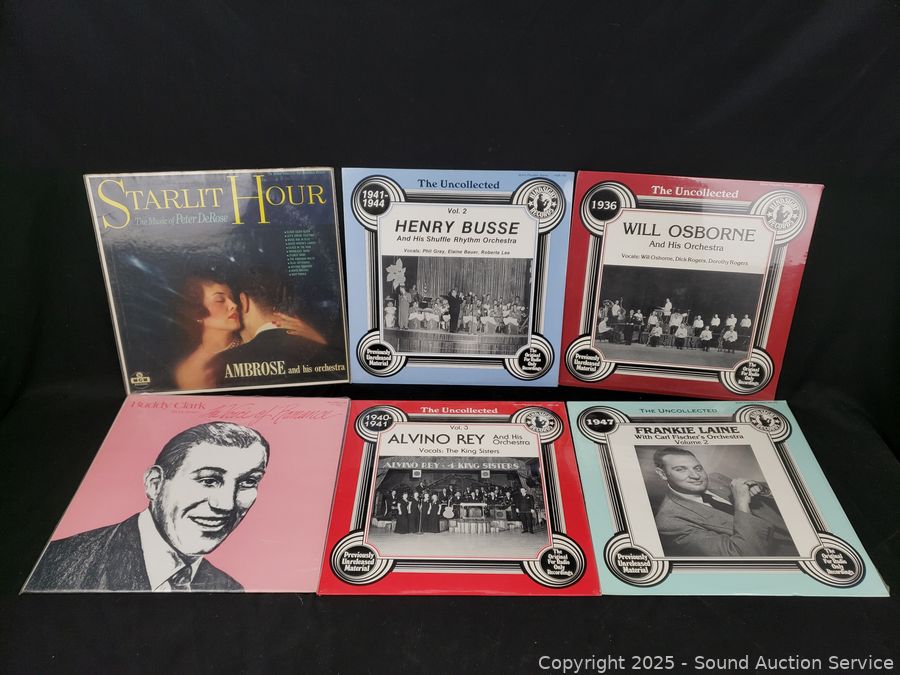 STARLIT HOUR
The Music of Peter DeRose
MGM
AMBROSE and his orchestra
The Uncollected
1941-
1944
HINDSIGHT
RECORDS
Vol. 2
HENRY BUSSE
And His Shuffle Rhythm Orchestra
Vocals: Phil Gray, Elaine Bauer, Roberta Lee
Previously
Unreleased
Material
The
Original
For Radio
Only
Recordings
The Uncollected
1936
HINDSIGHT
RECORDS
WILL OSBORNE
And His Orchestra
Vocals: Will Osborne, Dick Rogers, Dorothy Rogers
Previously
Unreleased
Material
The
Original
For Radio
Only
Recordings
Buddy Clark
The Voice of Romance
The Uncollected
1940-
1941
Vol. 3
ALVINO REY And His
Orchestra
Vocals: The King Sisters
ALVINO REY · 4 KING SISTERS
Previously
Unreleased
Material
The
Original
For Radio
Only
Recordings
THE UNCOLLECTED
1947
FRANKIE LAINE
With Carl Fischer's Orchestra
Volume 2
Previously
Unreleased
Material
The
Original
For Radio
Only
Recordings
Copyright 2025 - Sound Auction Service